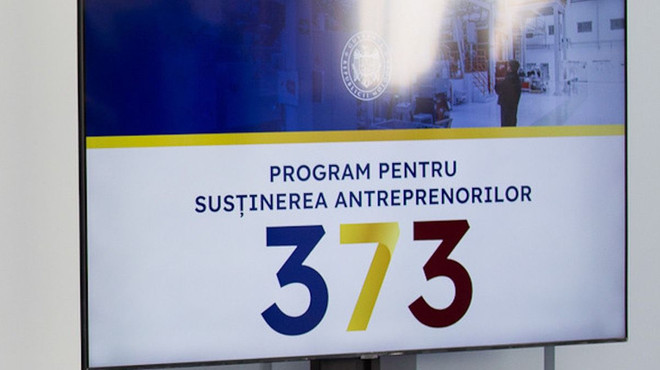 PROGRAM PENTRU
SUSȚINEREA ANTREPRENORILOR
373